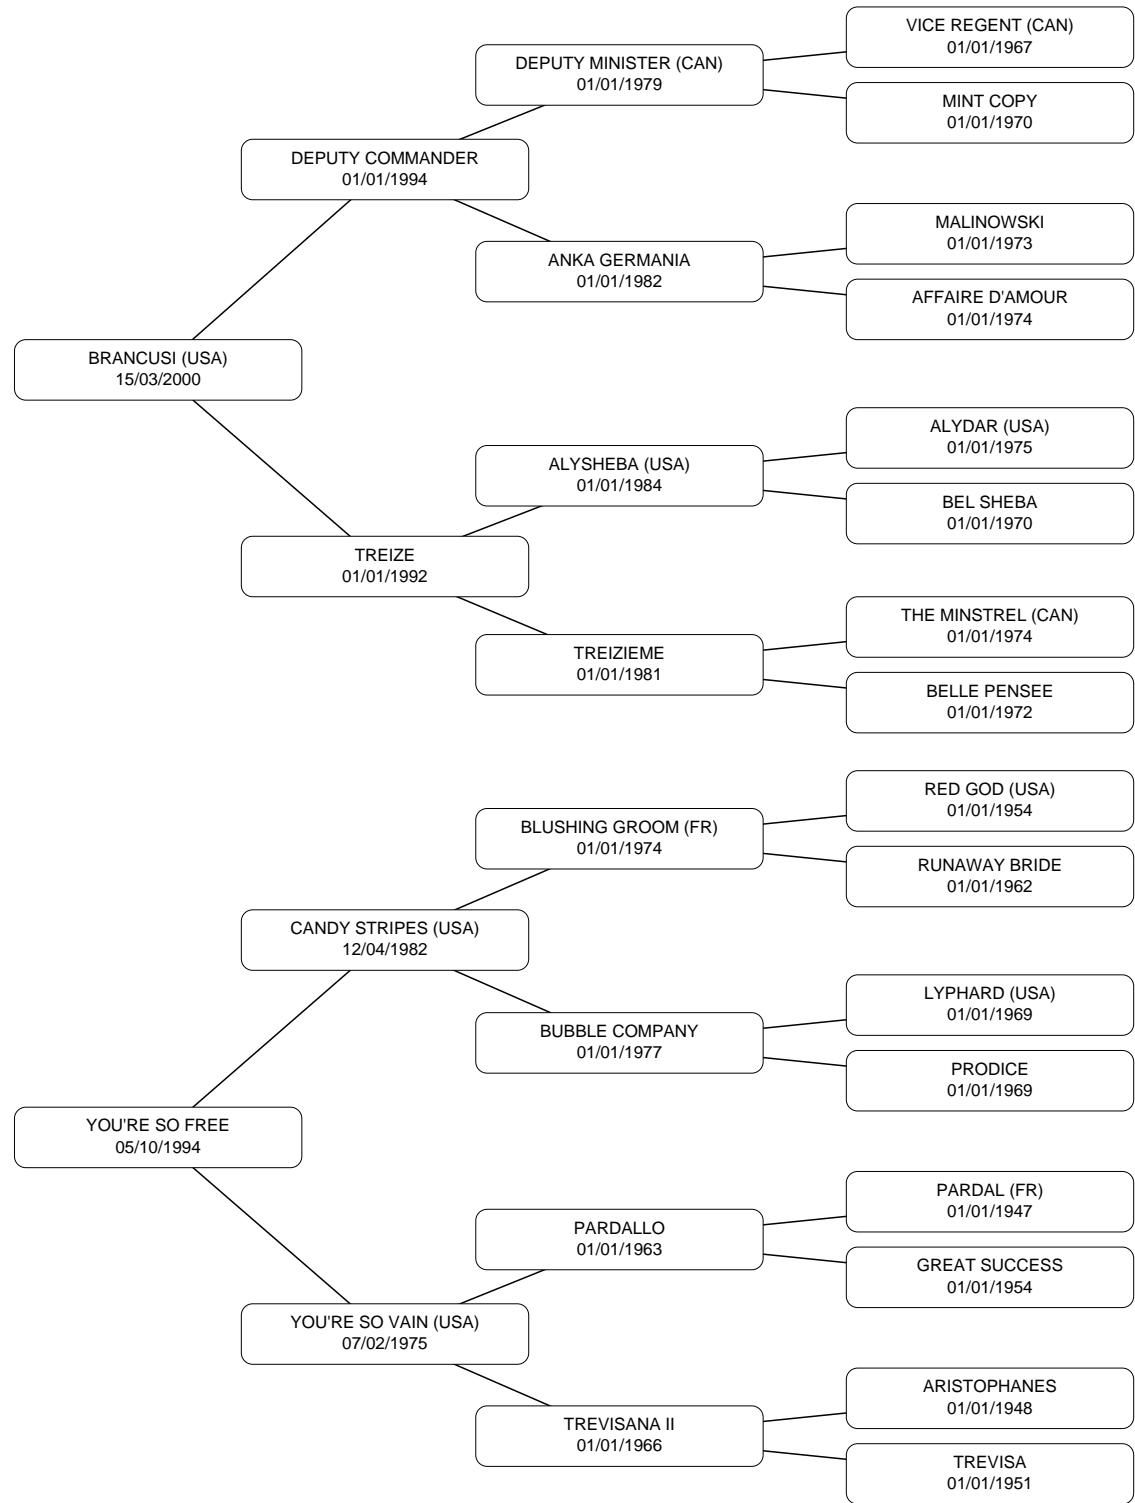 VICE REGENT (CAN)
01/01/1967
DEPUTY MINISTER (CAN)
01/01/1979
MINT COPY
01/01/1970
DEPUTY COMMANDER
01/01/1994
MALINOWSKI
01/01/1973
ANKA GERMANIA
01/01/1982
AFFAIRE D'AMOUR
01/01/1974
BRANCUSI (USA)
15/03/2000
ALYDAR (USA)
01/01/1975
ALYSHEBA (USA)
01/01/1984
BEL SHEBA
01/01/1970
TREIZE
01/01/1992
THE MINSTREL (CAN)
01/01/1974
TREIZIEME
01/01/1981
BELLE PENSEE
01/01/1972
RED GOD (USA)
01/01/1954
BLUSHING GROOM (FR)
01/01/1974
RUNAWAY BRIDE
01/01/1962
CANDY STRIPES (USA)
12/04/1982
LYPHARD (USA)
01/01/1969
BUBBLE COMPANY
01/01/1977
PRODICE
01/01/1969
YOU'RE SO FREE
05/10/1994
PARDAL (FR)
01/01/1947
PARDALLO
01/01/1963
GREAT SUCCESS
01/01/1954
YOU'RE SO VAIN (USA)
07/02/1975
ARISTOPHANES
01/01/1948
TREVISANA II
01/01/1966
TREVISA
01/01/1951